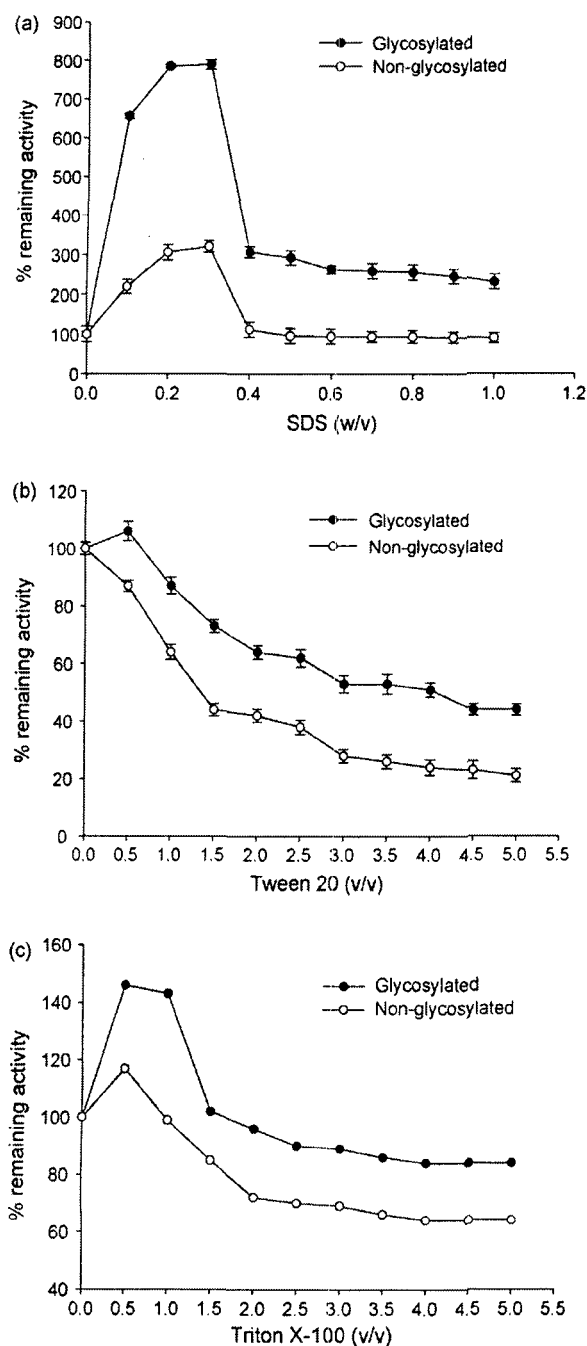 (a)
900
800
700
600
500
400
300
200
100
0
% remaining activity
Glycosylated
Non-glycosylated
0.0 0.2 0.4 0.6 0.8 1.0 1.2
SDS (w/v)
(b)
120
100
80
60
40
20
0
% remaining activity
Glycosylated
Non-glycosylated
0.0 0.5 1.0 1.5 2.0 2.5 3.0 3.5 4.0 4.5 5.0 5.5
Tween 20 (v/v)
(c)
160
140
120
100
80
60
40
% remaining activity
Glycosylated
Non-glycosylated
0.0 0.5 1.0 1.5 2.0 2.5 3.0 3.5 4.0 4.5 5.0 5.5
Triton X-100 (v/v)